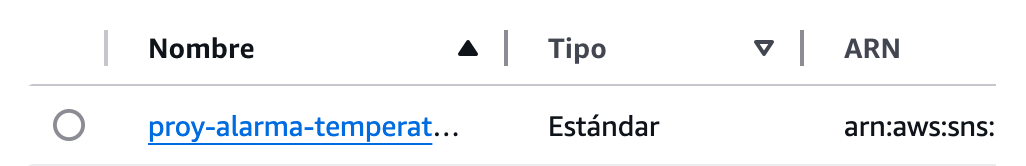 Nombre Tipo ARN
proy-alarma-temperat... Estándar arn:aws:sns: